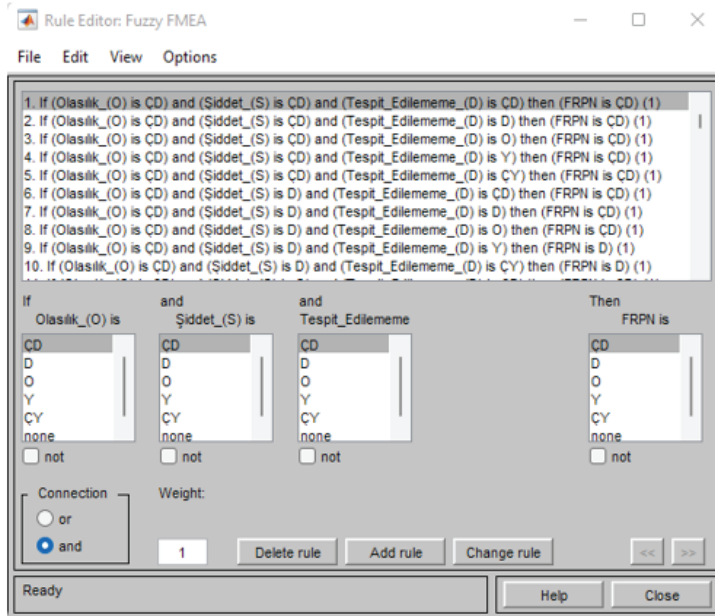 Rule Editor: Fuzzy FMEA
File Edit View Options
1. If (Olasılık_(O) is ÇD) and (Şiddet_(S) is ÇD) and (Tespit_Edilememe_(D) is ÇD) then (FRPN is ÇD) (1)
2. If (Olasılık_(O) is ÇD) and (Şiddet_(S) is ÇD) and (Tespit_Edilememe_(D) is D) then (FRPN is ÇD) (1)
3. If (Olasılık_(O) is ÇD) and (Şiddet_(S) is ÇD) and (Tespit_Edilememe_(D) is O) then (FRPN is ÇD) (1)
4. If (Olasılık_(O) is ÇD) and (Şiddet_(S) is ÇD) and (Tespit_Edilememe_(D) is Y) then (FRPN is ÇD) (1)
5. If (Olasılık_(O) is ÇD) and (Şiddet_(S) is ÇD) and (Tespit_Edilememe_(D) is ÇY) then (FRPN is ÇD) (1)
6. If (Olasılık_(O) is ÇD) and (Şiddet_(S) is D) and (Tespit_Edilememe_(D) is ÇD) then (FRPN is ÇD) (1)
7. If (Olasılık_(O) is ÇD) and (Şiddet_(S) is D) and (Tespit_Edilememe_(D) is D) then (FRPN is ÇD) (1)
8. If (Olasılık_(O) is ÇD) and (Şiddet_(S) is D) and (Tespit_Edilememe_(D) is O) then (FRPN is ÇD) (1)
9. If (Olasılık_(O) is ÇD) and (Şiddet_(S) is D) and (Tespit_Edilememe_(D) is Y) then (FRPN is D) (1)
10. If (Olasılık_(O) is ÇD) and (Şiddet_(S) is D) and (Tespit_Edilememe_(D) is ÇY) then (FRPN is D) (1)
If and and Then
Olasılık_(O) is Şiddet_(S) is Tespit_Edilememe FRPN is
ÇD ÇD ÇD ÇD
D D D D
O O O O
Y Y Y Y
ÇY ÇY ÇY ÇY
none none none none
not not not not
Connection Weight:
or
and 1 Delete rule Add rule Change rule << >>
Ready Help Close